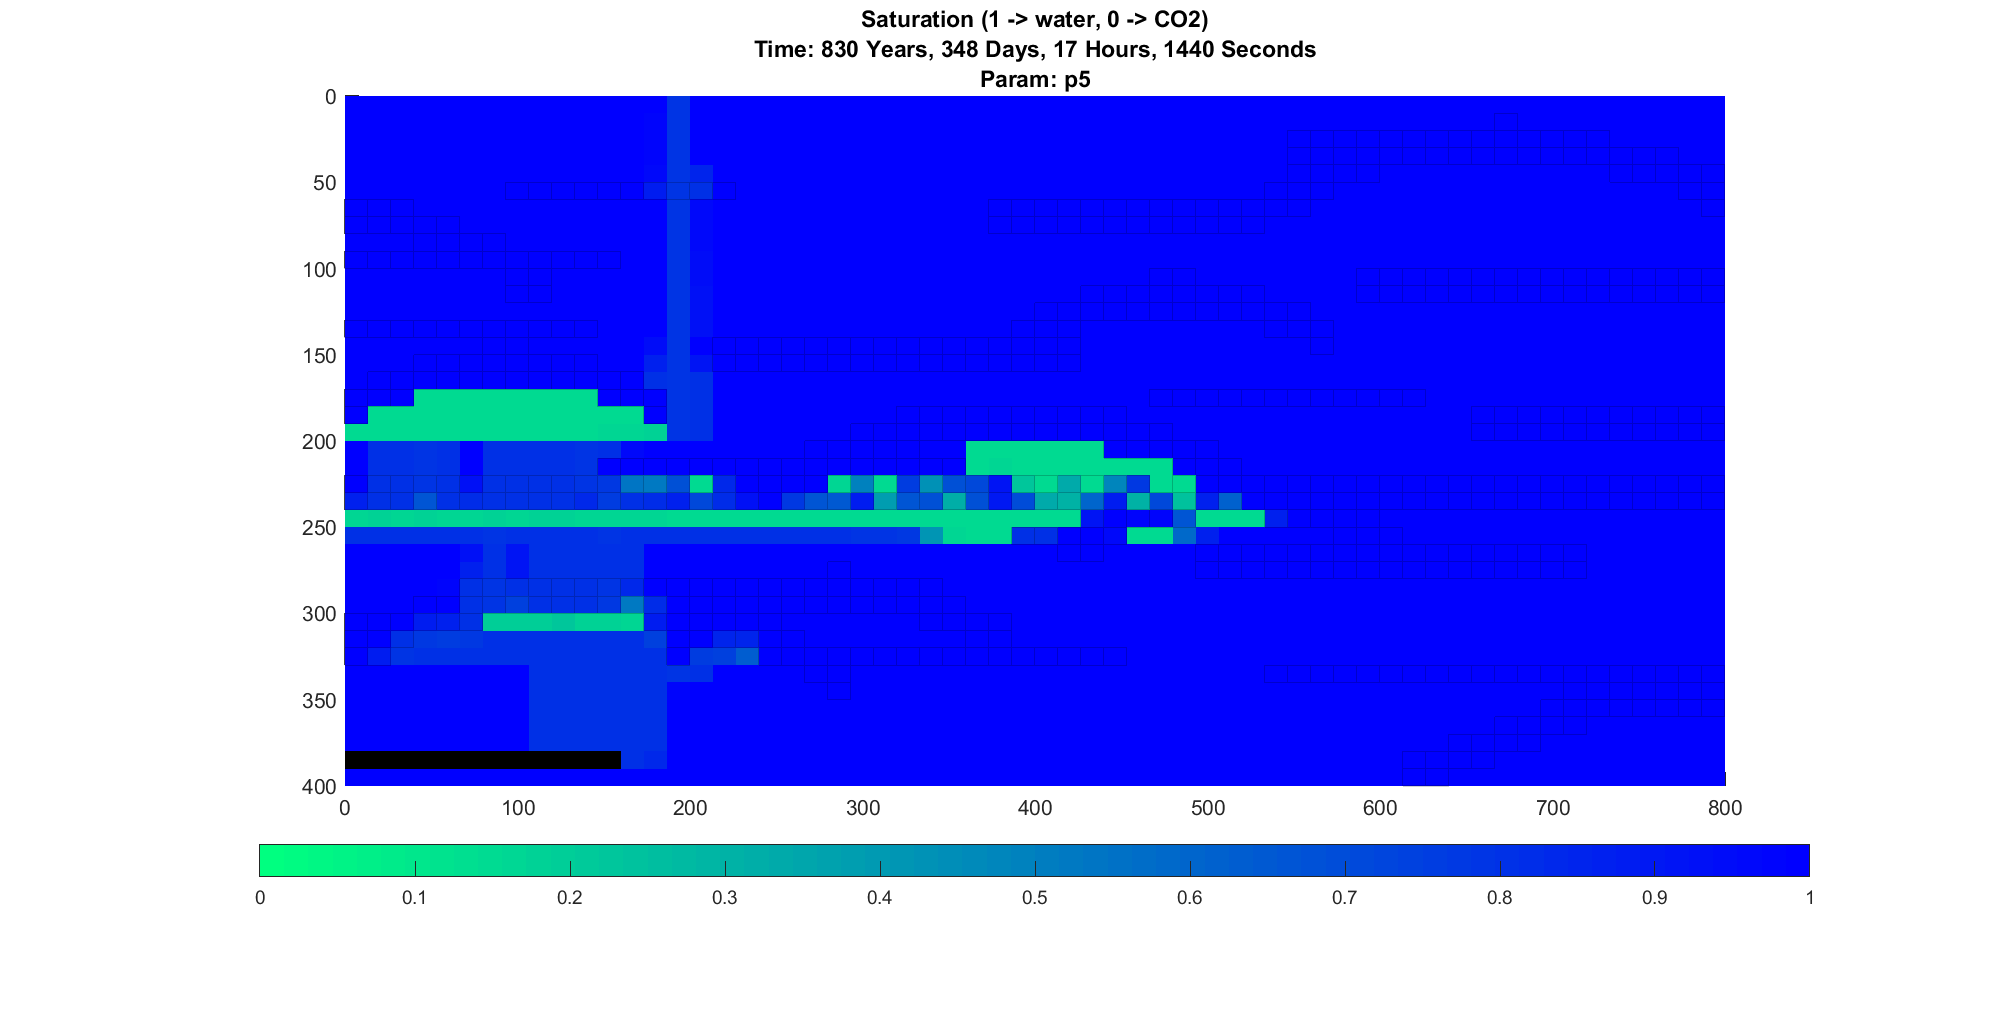 Saturation (1 -> water, 0 -> CO2)
Time: 830 Years, 348 Days, 17 Hours, 1440 Seconds
Param: p5
0
50
100
150
200
250
300
350
400
0 100 200 300 400 500 600 700 800
0 0.1 0.2 0.3 0.4 0.5 0.6 0.7 0.8 0.9 1